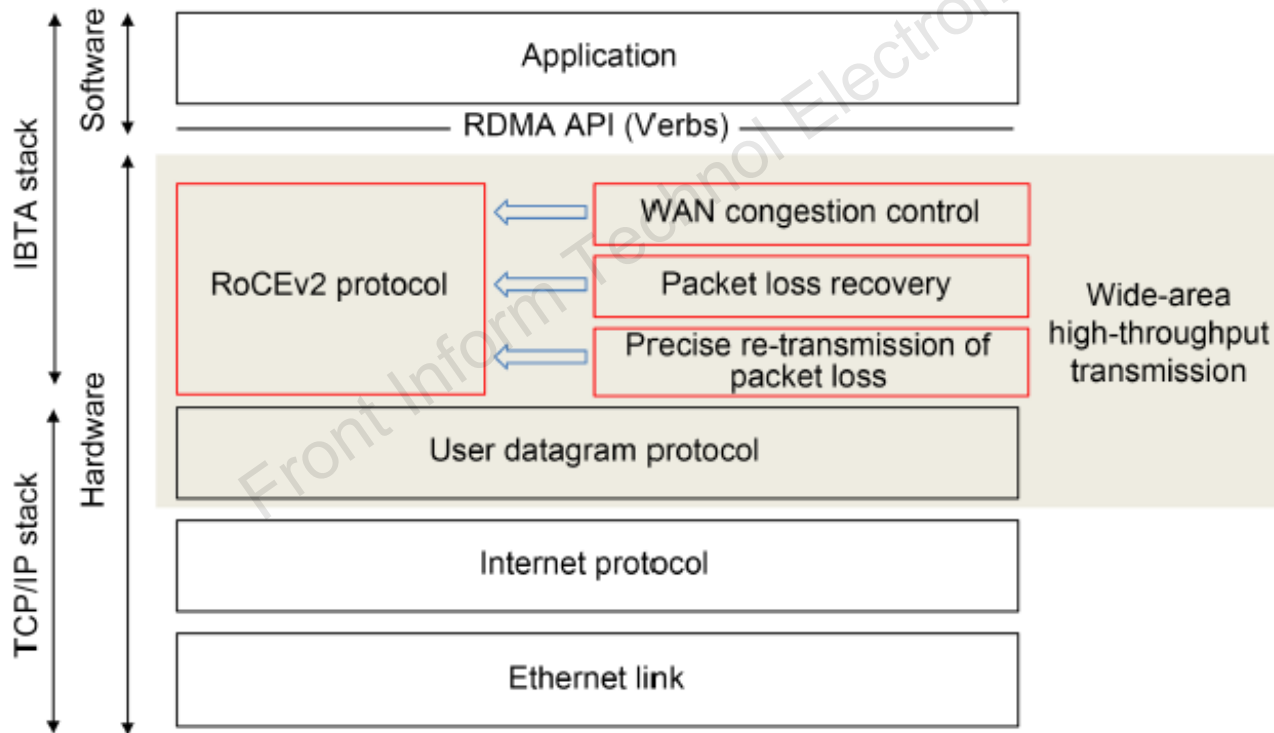 Application
RDMA API (Verbs)
Software
IBTA stack
RoCEv2 protocol
WAN congestion control
Packet loss recovery
Precise re-transmission of
packet loss
Wide-area
high-throughput
transmission
Hardware
User datagram protocol
TCP/IP stack
Internet protocol
Ethernet link
Front Inform Technol Electron